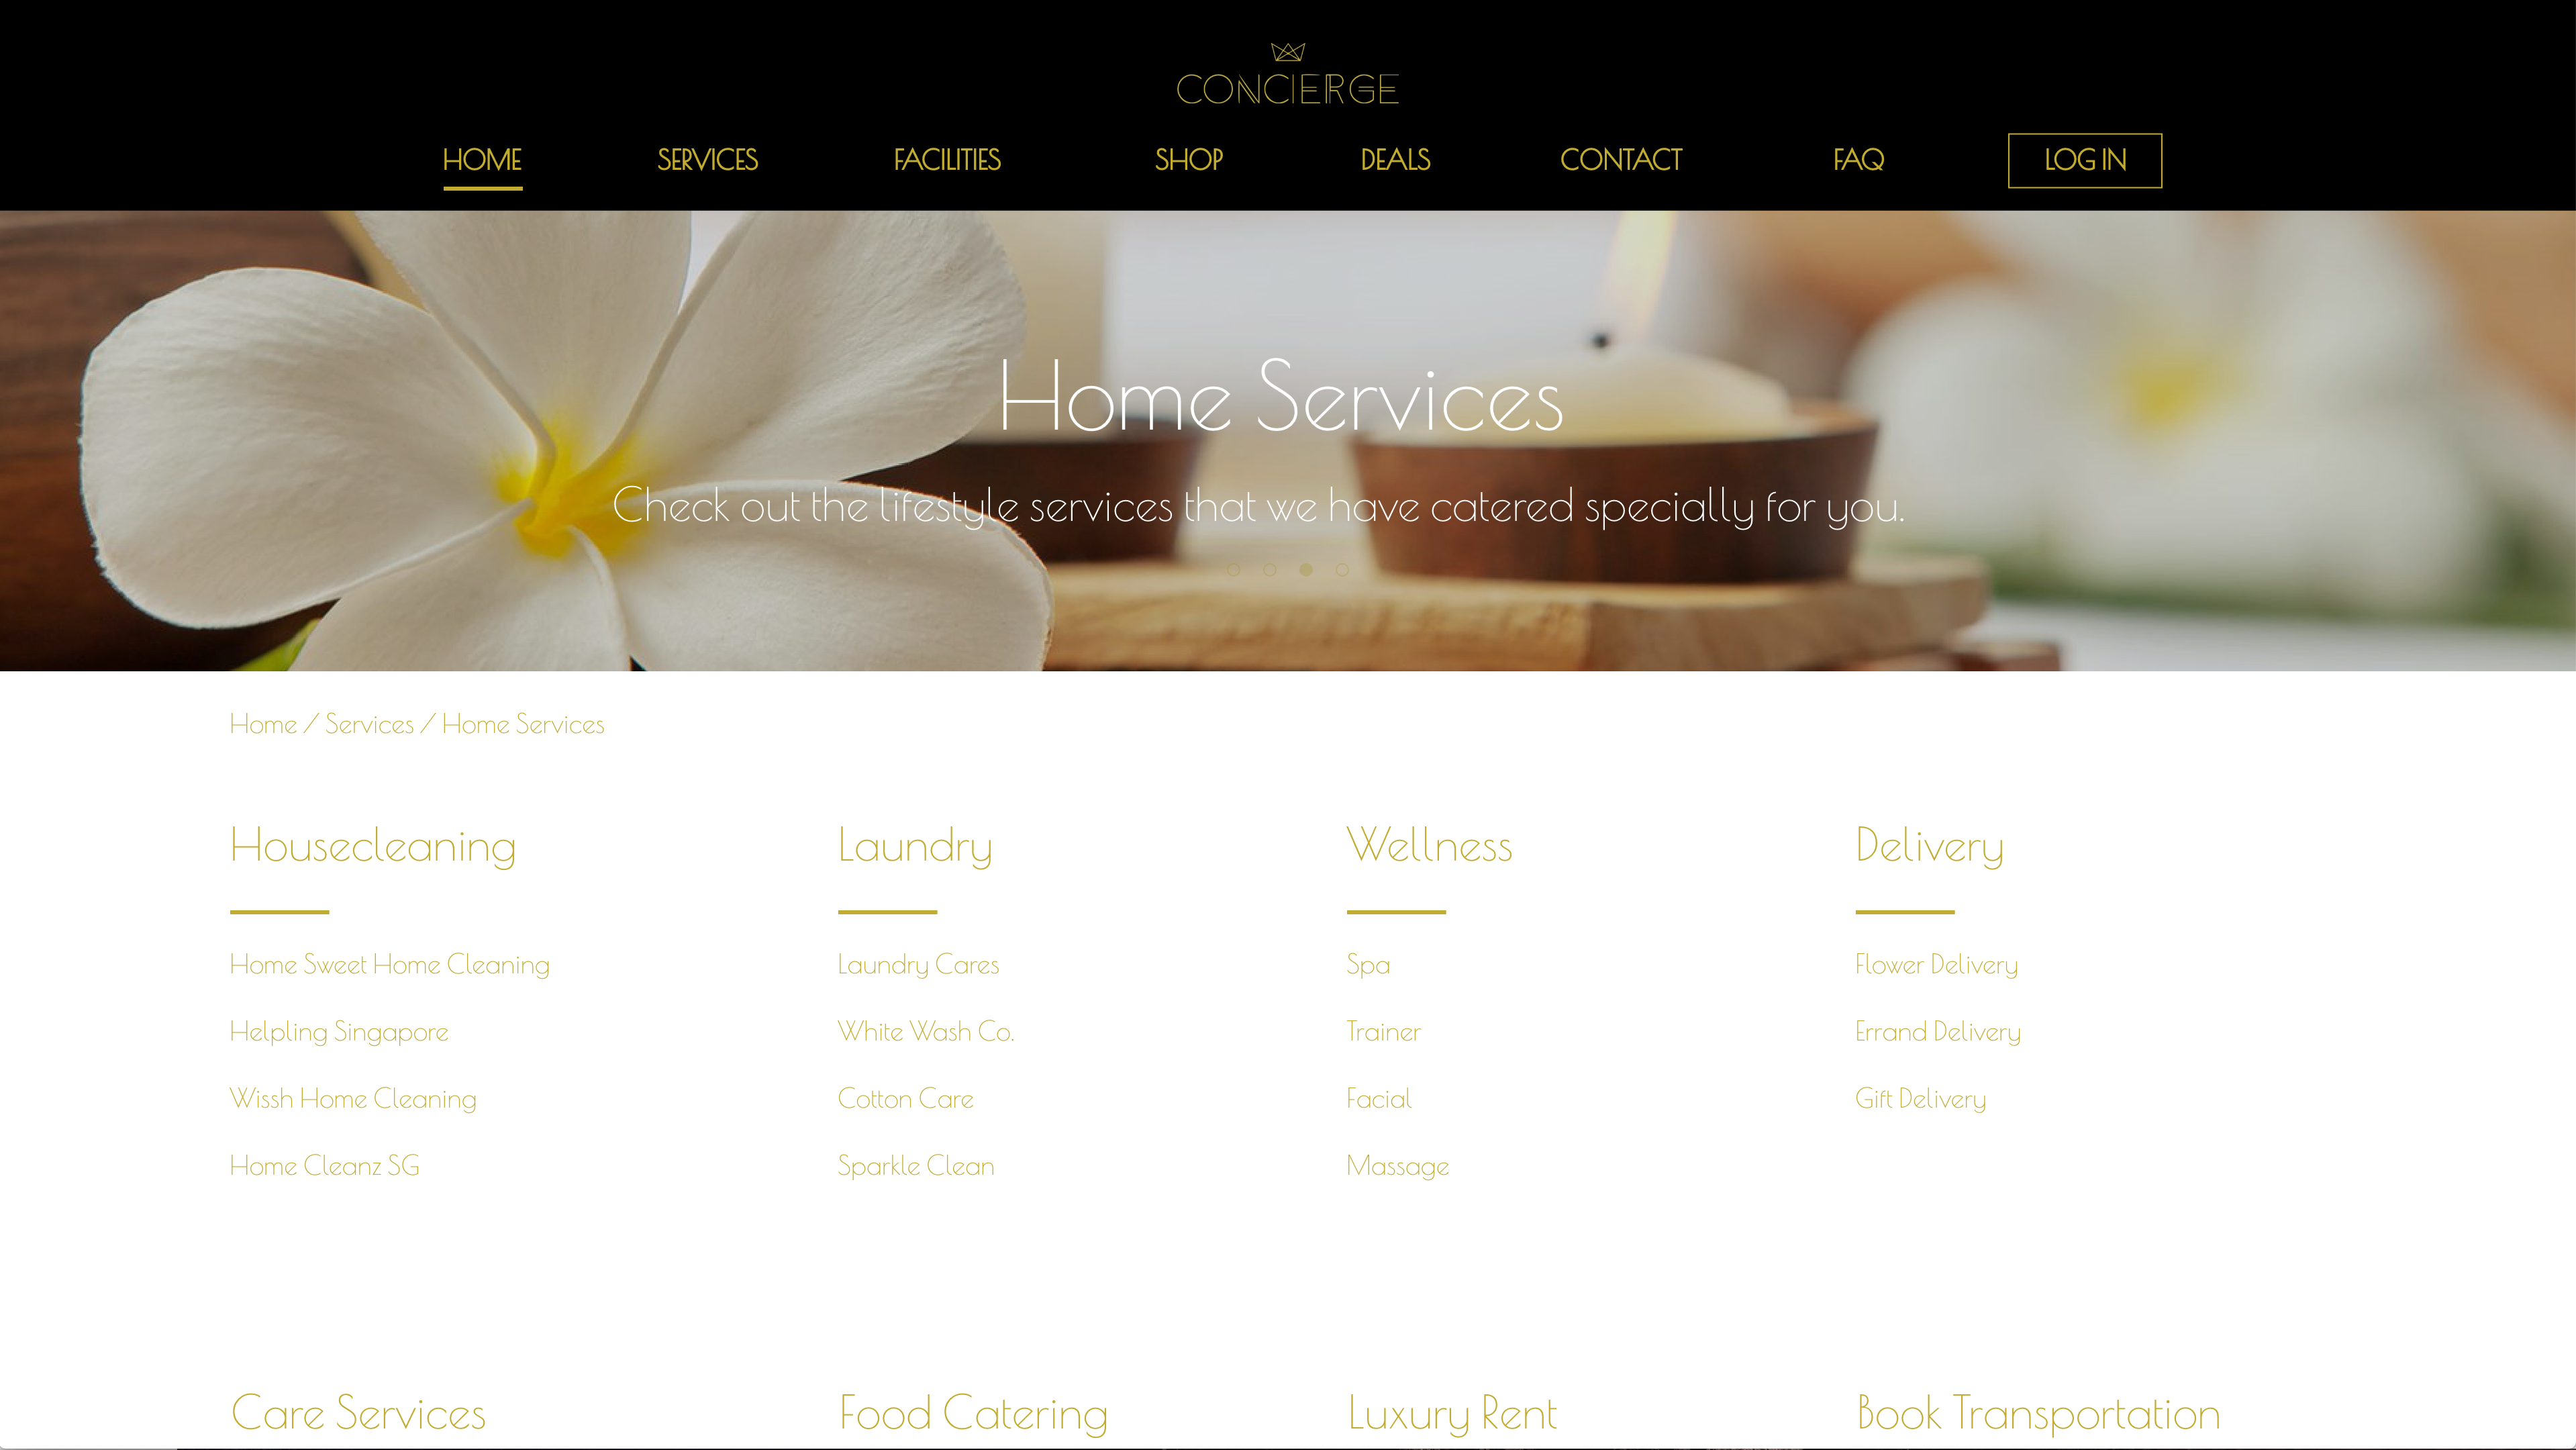 CONCIERGE
HOME SERVICES FACILITIES SHOP DEALS CONTACT FAQ LOG IN
Home Services
Check out the lifestyle services that we have catered specially for you.
Home / Services / Home Services
Housecleaning
Home Sweet Home Cleaning
Helpling Singapore
Wissh Home Cleaning
Home Cleanz SG
Laundry
Laundry Cares
White Wash Co.
Cotton Care
Sparkle Clean
Wellness
Spa
Trainer
Facial
Massage
Delivery
Flower Delivery
Errand Delivery
Gift Delivery
Care Services
Food Catering
Luxury Rent
Book Transportation